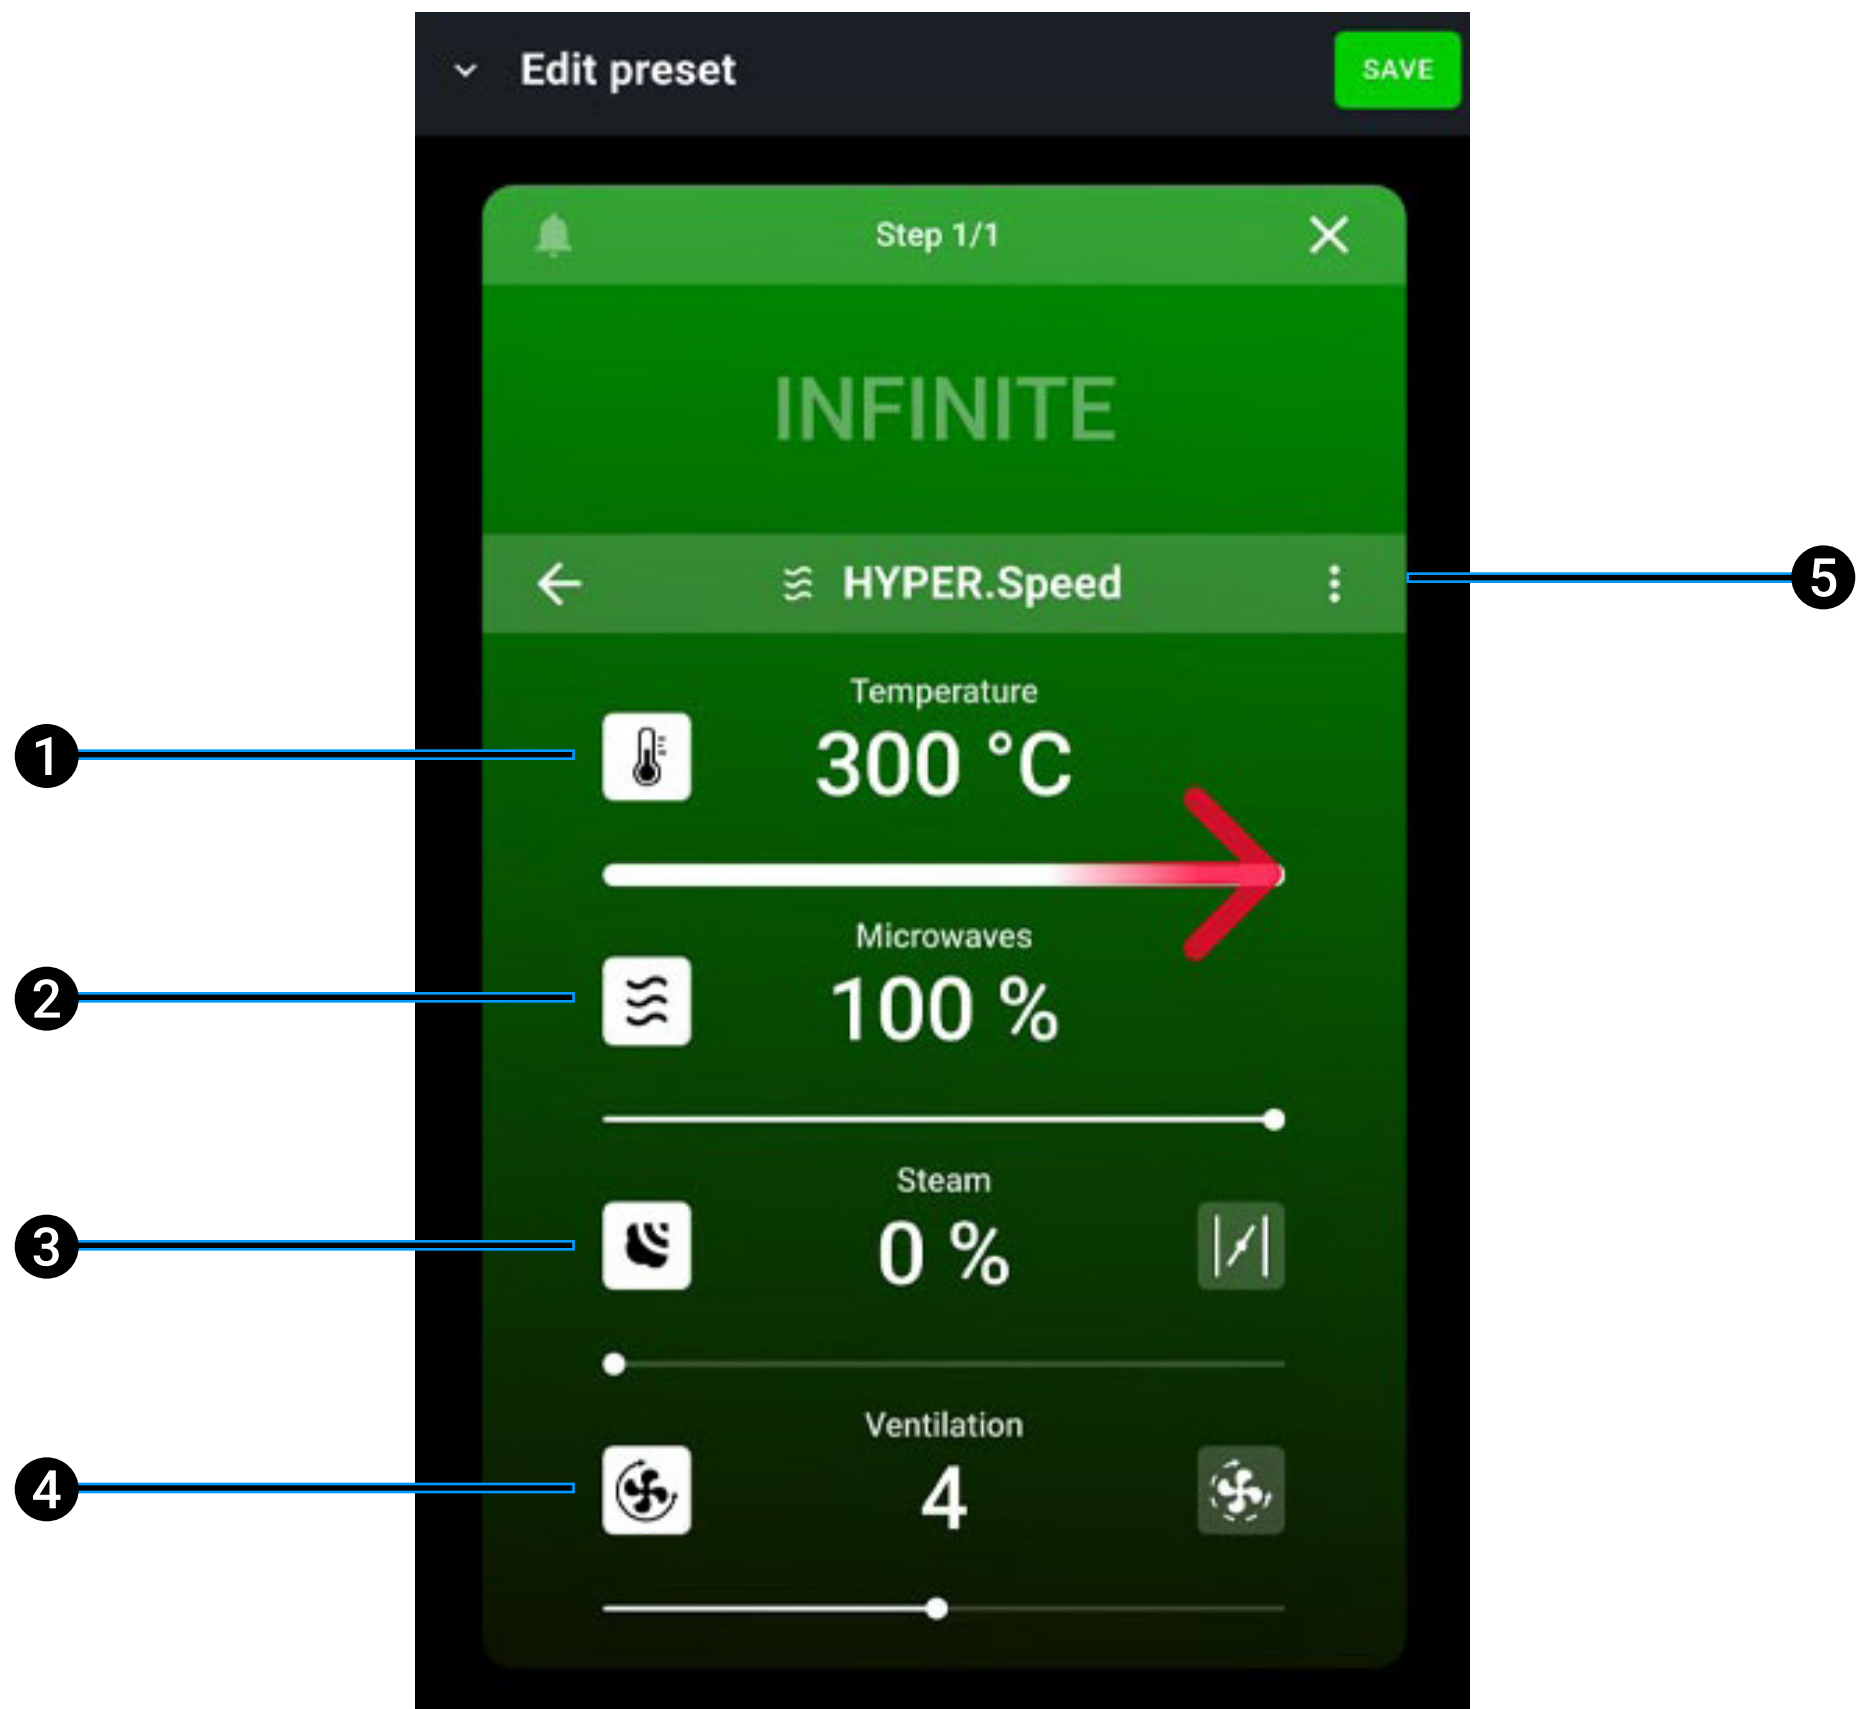 Edit preset
SAVE
Step 1/1
INFINITE
HYPER.Speed
5
Temperature
1
300 °C
Microwaves
2
100 %
Steam
3
0 %
Ventilation
4
4